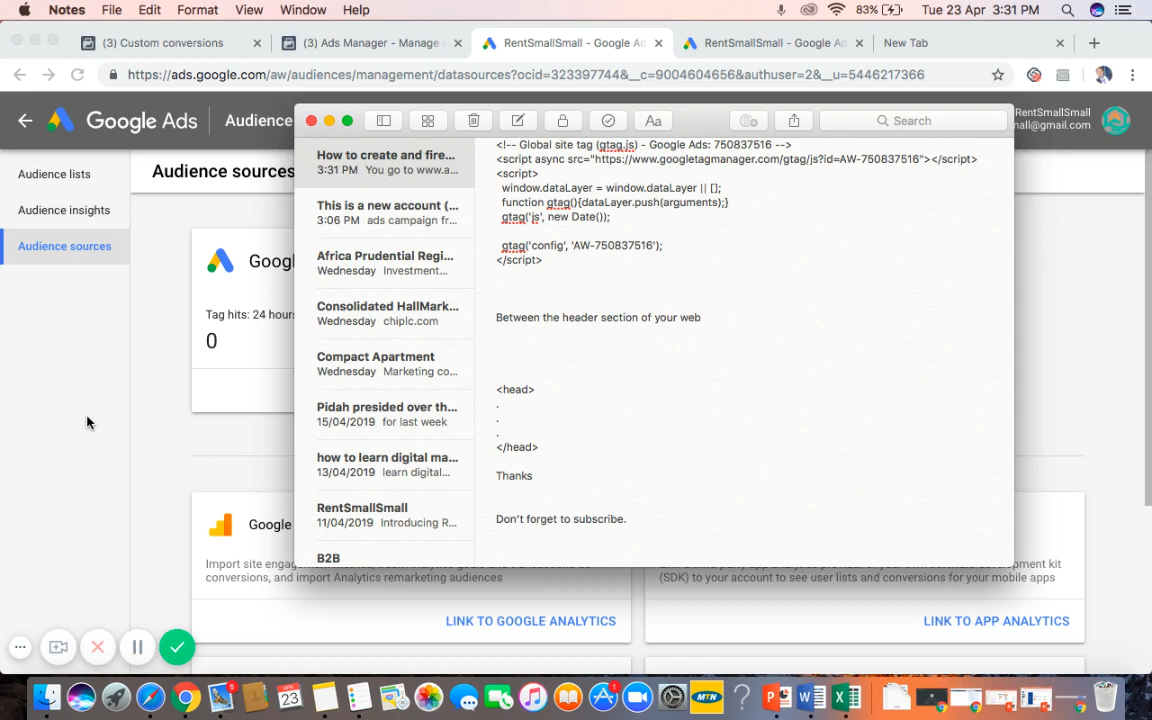 Notes File Edit Format View Window Help 83% Tue 23 Apr 3:31 PM
(3) Custom conversions (3) Ads Manager - Manage RentSmallSmall - Google Ad RentSmallSmall - Google Ad New Tab
https://ads.google.com/aw/audiences/management/datasources?ocid=323397744&__c=9004604656&authuser=2&__u=5446217366
Google Ads Audience
RentSmallSmall
nall@gmail.com
Audience lists
Audience insights
Audience sources
Audience sources
Goog
Tag hits: 24 hours
0
Google
Import site engag
conversions, and import Analytics remarketing audiences
LINK TO GOOGLE ANALYTICS
kit
(SDK) to your account to see user lists and conversions for your mobile apps
LINK TO APP ANALYTICS
Aa
Search
How to create and fire...
3:31 PM You go to www.a...
This is a new account (...
3:06 PM ads campaign fr...
Africa Prudential Regi...
Wednesday Investment...
Consolidated HallMark...
Wednesday chiplc.com
Compact Apartment
Wednesday Marketing co...
Pidah presided over th...
15/04/2019 for last week
how to learn digital ma...
13/04/2019 learn digital...
RentSmallSmall
11/04/2019 Introducing R...
B2B
<!-- Global site tag (gtag.js) - Google Ads: 750837516 -->
<script async src="https://www.googletagmanager.com/gtag/js?id=AW-750837516"></script>
<script>
window.dataLayer = window.dataLayer || [];
function gtag(){dataLayer.push(arguments);}
gtag('js', new Date());
gtag('config', 'AW-750837516');
</script>
Between the header section of your web
<head>
.
.
.
</head>
Thanks
Don't forget to subscribe.
5
APR
23
1
MTN